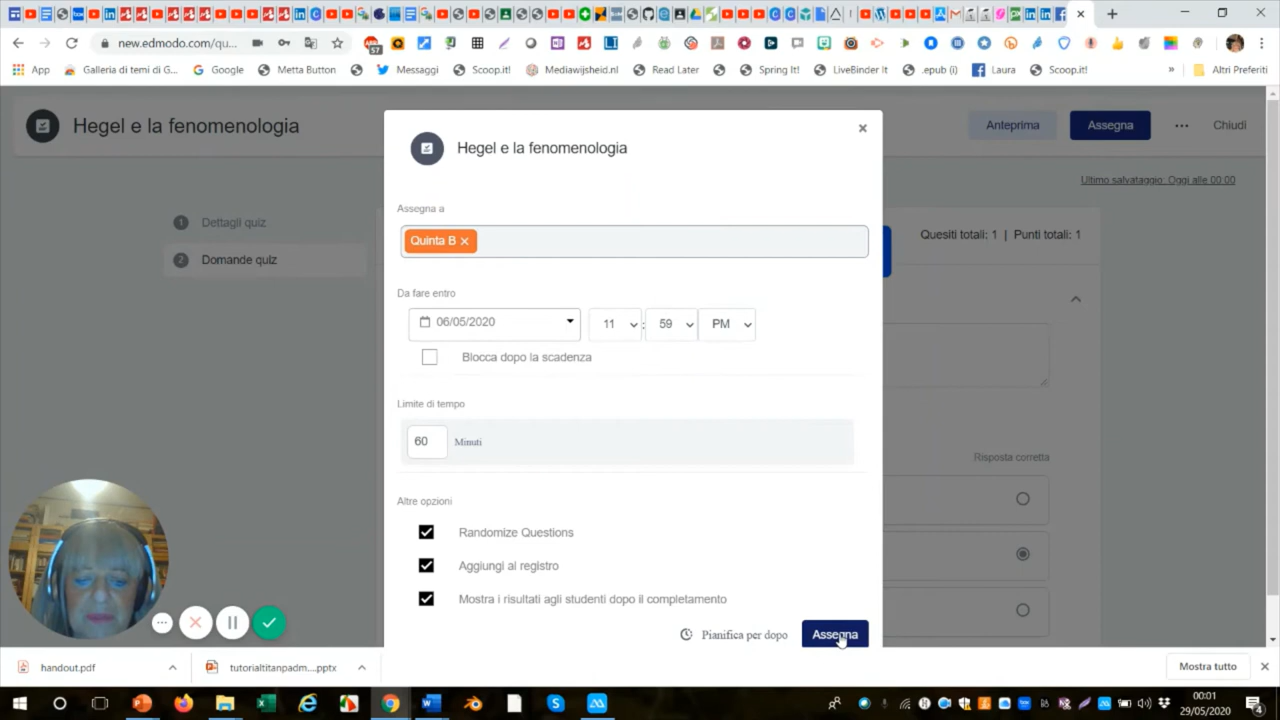 new.edmodo.com/qu...
57
App
Galleria di temi di G...
Google
Metta Button
Messaggi
Scoop.it!
Mediawijsheid.nl
Read Later
Spring It!
LiveBinder It
.epub (i)
Laura
Scoop.it!
»
Altri Preferiti
Hegel e la fenomenologia
Anteprima
Assegna
Chiudi
Ultimo salvataggio: Oggi alle 00:00
1 Dettagli quiz
2 Domande quiz
Quesiti totali: 1 | Punti totali: 1
Risposta corretta
Hegel e la fenomenologia
Assegna a
Quinta B ×
Da fare entro
06/05/2020
11 : 59 PM
Blocca dopo la scadenza
Limite di tempo
60 Minuti
Altre opzioni
Randomize Questions
Aggiungi al registro
Mostra i risultati agli studenti dopo il completamento
Pianifica per dopo
Assegna
handout.pdf
tutorialtitanpadm....pptx
Mostra tutto
00:01
29/05/2020
4